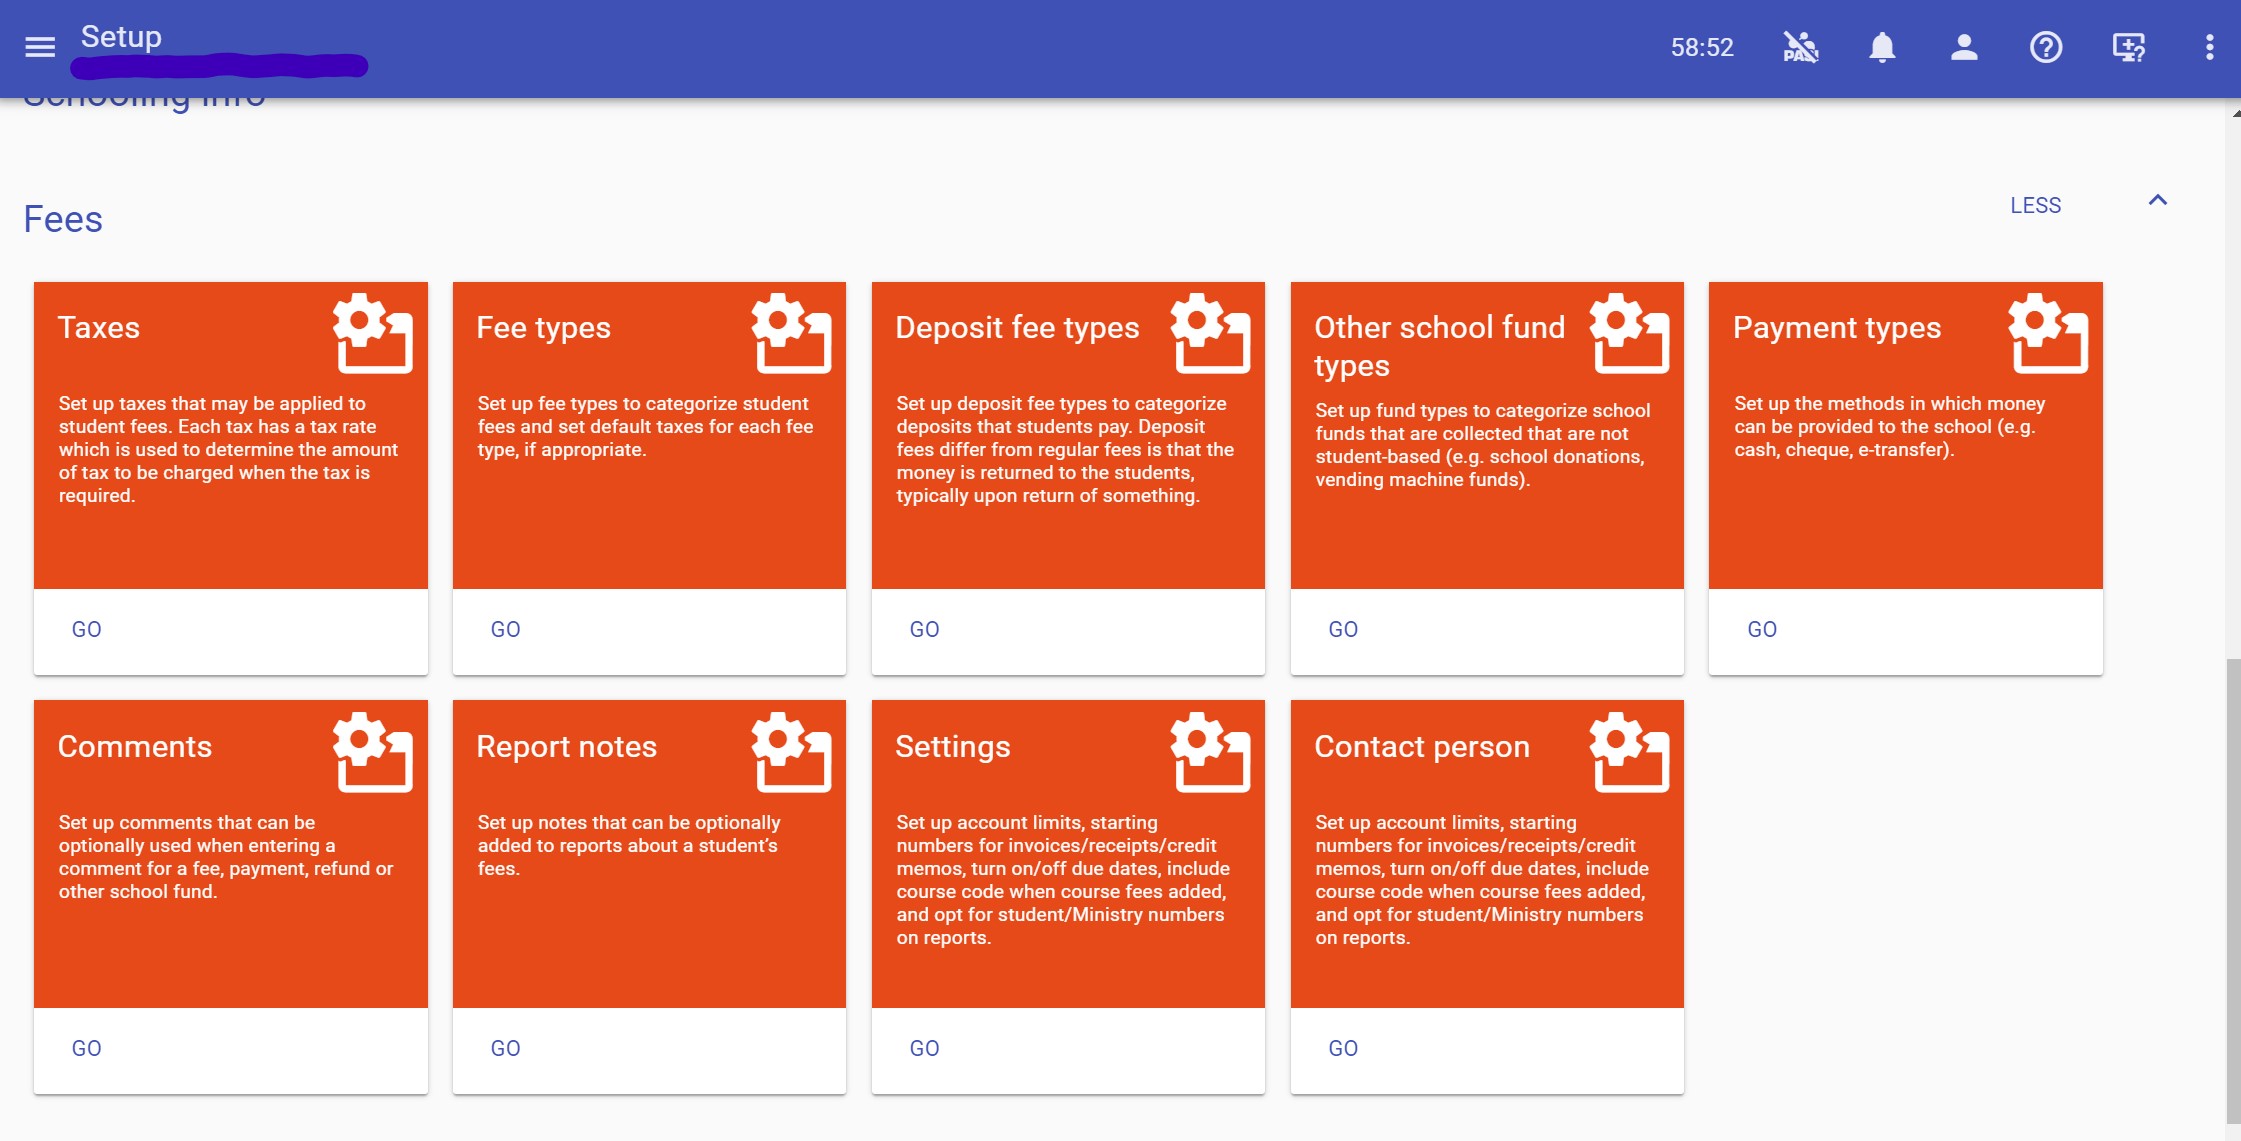 Setup
58:52
PASI
Schooling Info
Fees
LESS
Taxes
Set up taxes that may be applied to
student fees. Each tax has a tax rate
which is used to determine the amount
of tax to be charged when the tax is
required.
GO
Fee types
Set up fee types to categorize student
fees and set default taxes for each fee
type, if appropriate.
GO
Deposit fee types
Set up deposit fee types to categorize
deposits that students pay. Deposit
fees differ from regular fees is that the
money is returned to the students,
typically upon return of something.
GO
Other school fund
types
Set up fund types to categorize school
funds that are collected that are not
student-based (e.g. school donations,
vending machine funds).
GO
Payment types
Set up the methods in which money
can be provided to the school (e.g.
cash, cheque, e-transfer).
GO
Comments
Set up comments that can be
optionally used when entering a
comment for a fee, payment, refund or
other school fund.
GO
Report notes
Set up notes that can be optionally
added to reports about a student’s
fees.
GO
Settings
Set up account limits, starting
numbers for invoices/receipts/credit
memos, turn on/off due dates, include
course code when course fees added,
and opt for student/Ministry numbers
on reports.
GO
Contact person
Set up account limits, starting
numbers for invoices/receipts/credit
memos, turn on/off due dates, include
course code when course fees added,
and opt for student/Ministry numbers
on reports.
GO